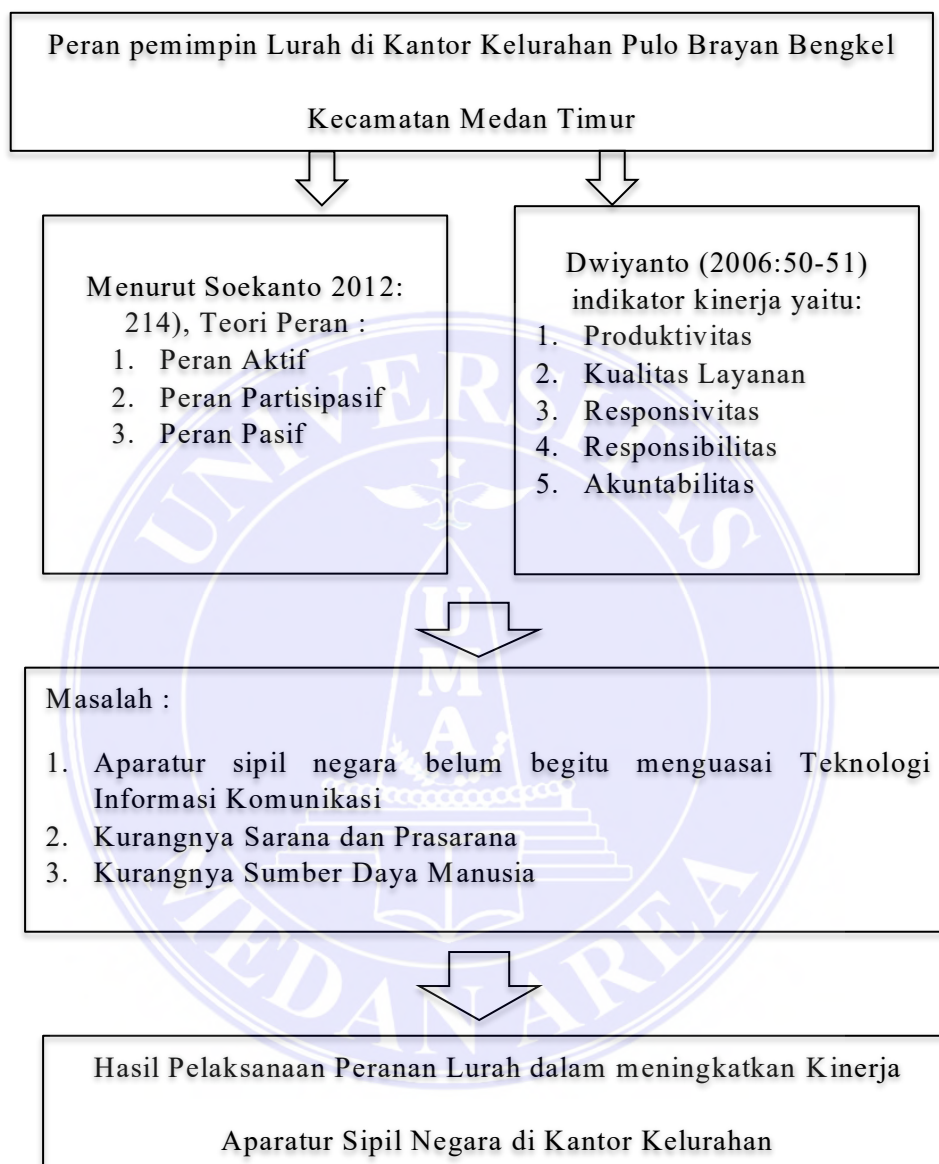 Peran pemimpin Lurah di Kantor Kelurahan Pulo Brayan Bengkel
Kecamatan Medan Timur
Menurut Soekanto 2012:
214), Teori Peran :
1. Peran Aktif
2. Peran Partisipasif
3. Peran Pasif
Dwiyanto (2006:50-51)
indikator kinerja yaitu:
1. Produktivitas
2. Kualitas Layanan
3. Responsivitas
4. Responsibilitas
5. Akuntabilitas
Masalah :
1. Aparatur sipil negara belum begitu menguasai Teknologi
Informasi Komunikasi
2. Kurangnya Sarana dan Prasarana
3. Kurangnya Sumber Daya Manusia
Hasil Pelaksanaan Peranan Lurah dalam meningkatkan Kinerja
Aparatur Sipil Negara di Kantor Kelurahan
UNIVERSITAS
UMA
MEDAN AREA